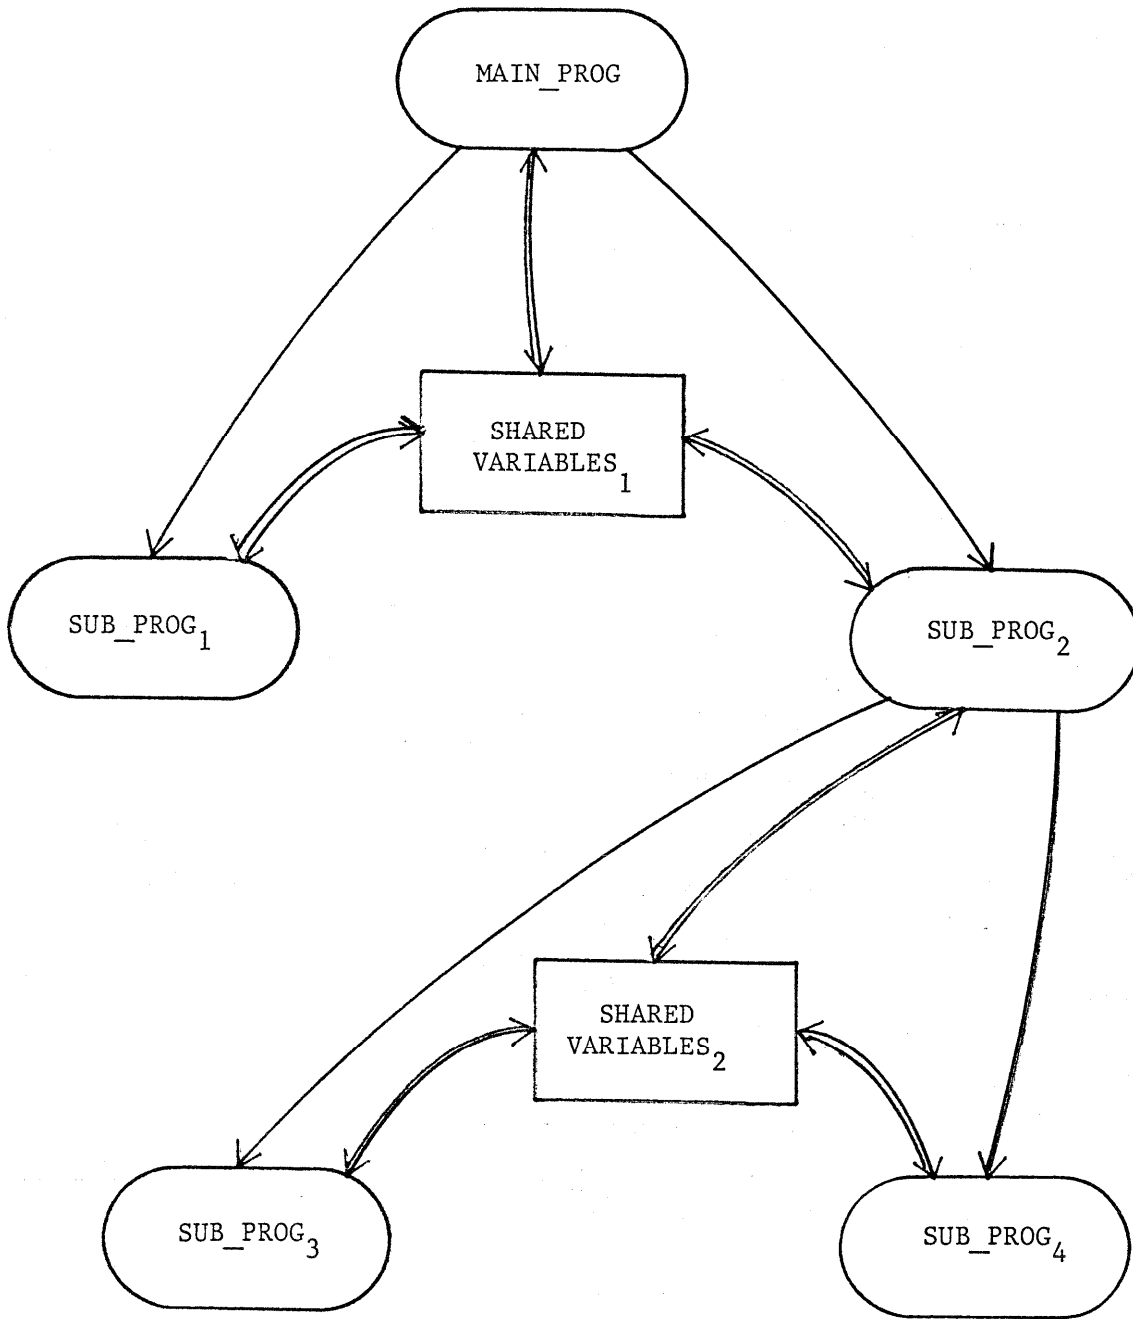 MAIN_PROG
SHARED
VARIABLES1
SUB_PROG1
SUB_PROG2
SHARED
VARIABLES2
SUB_PROG3
SUB_PROG4